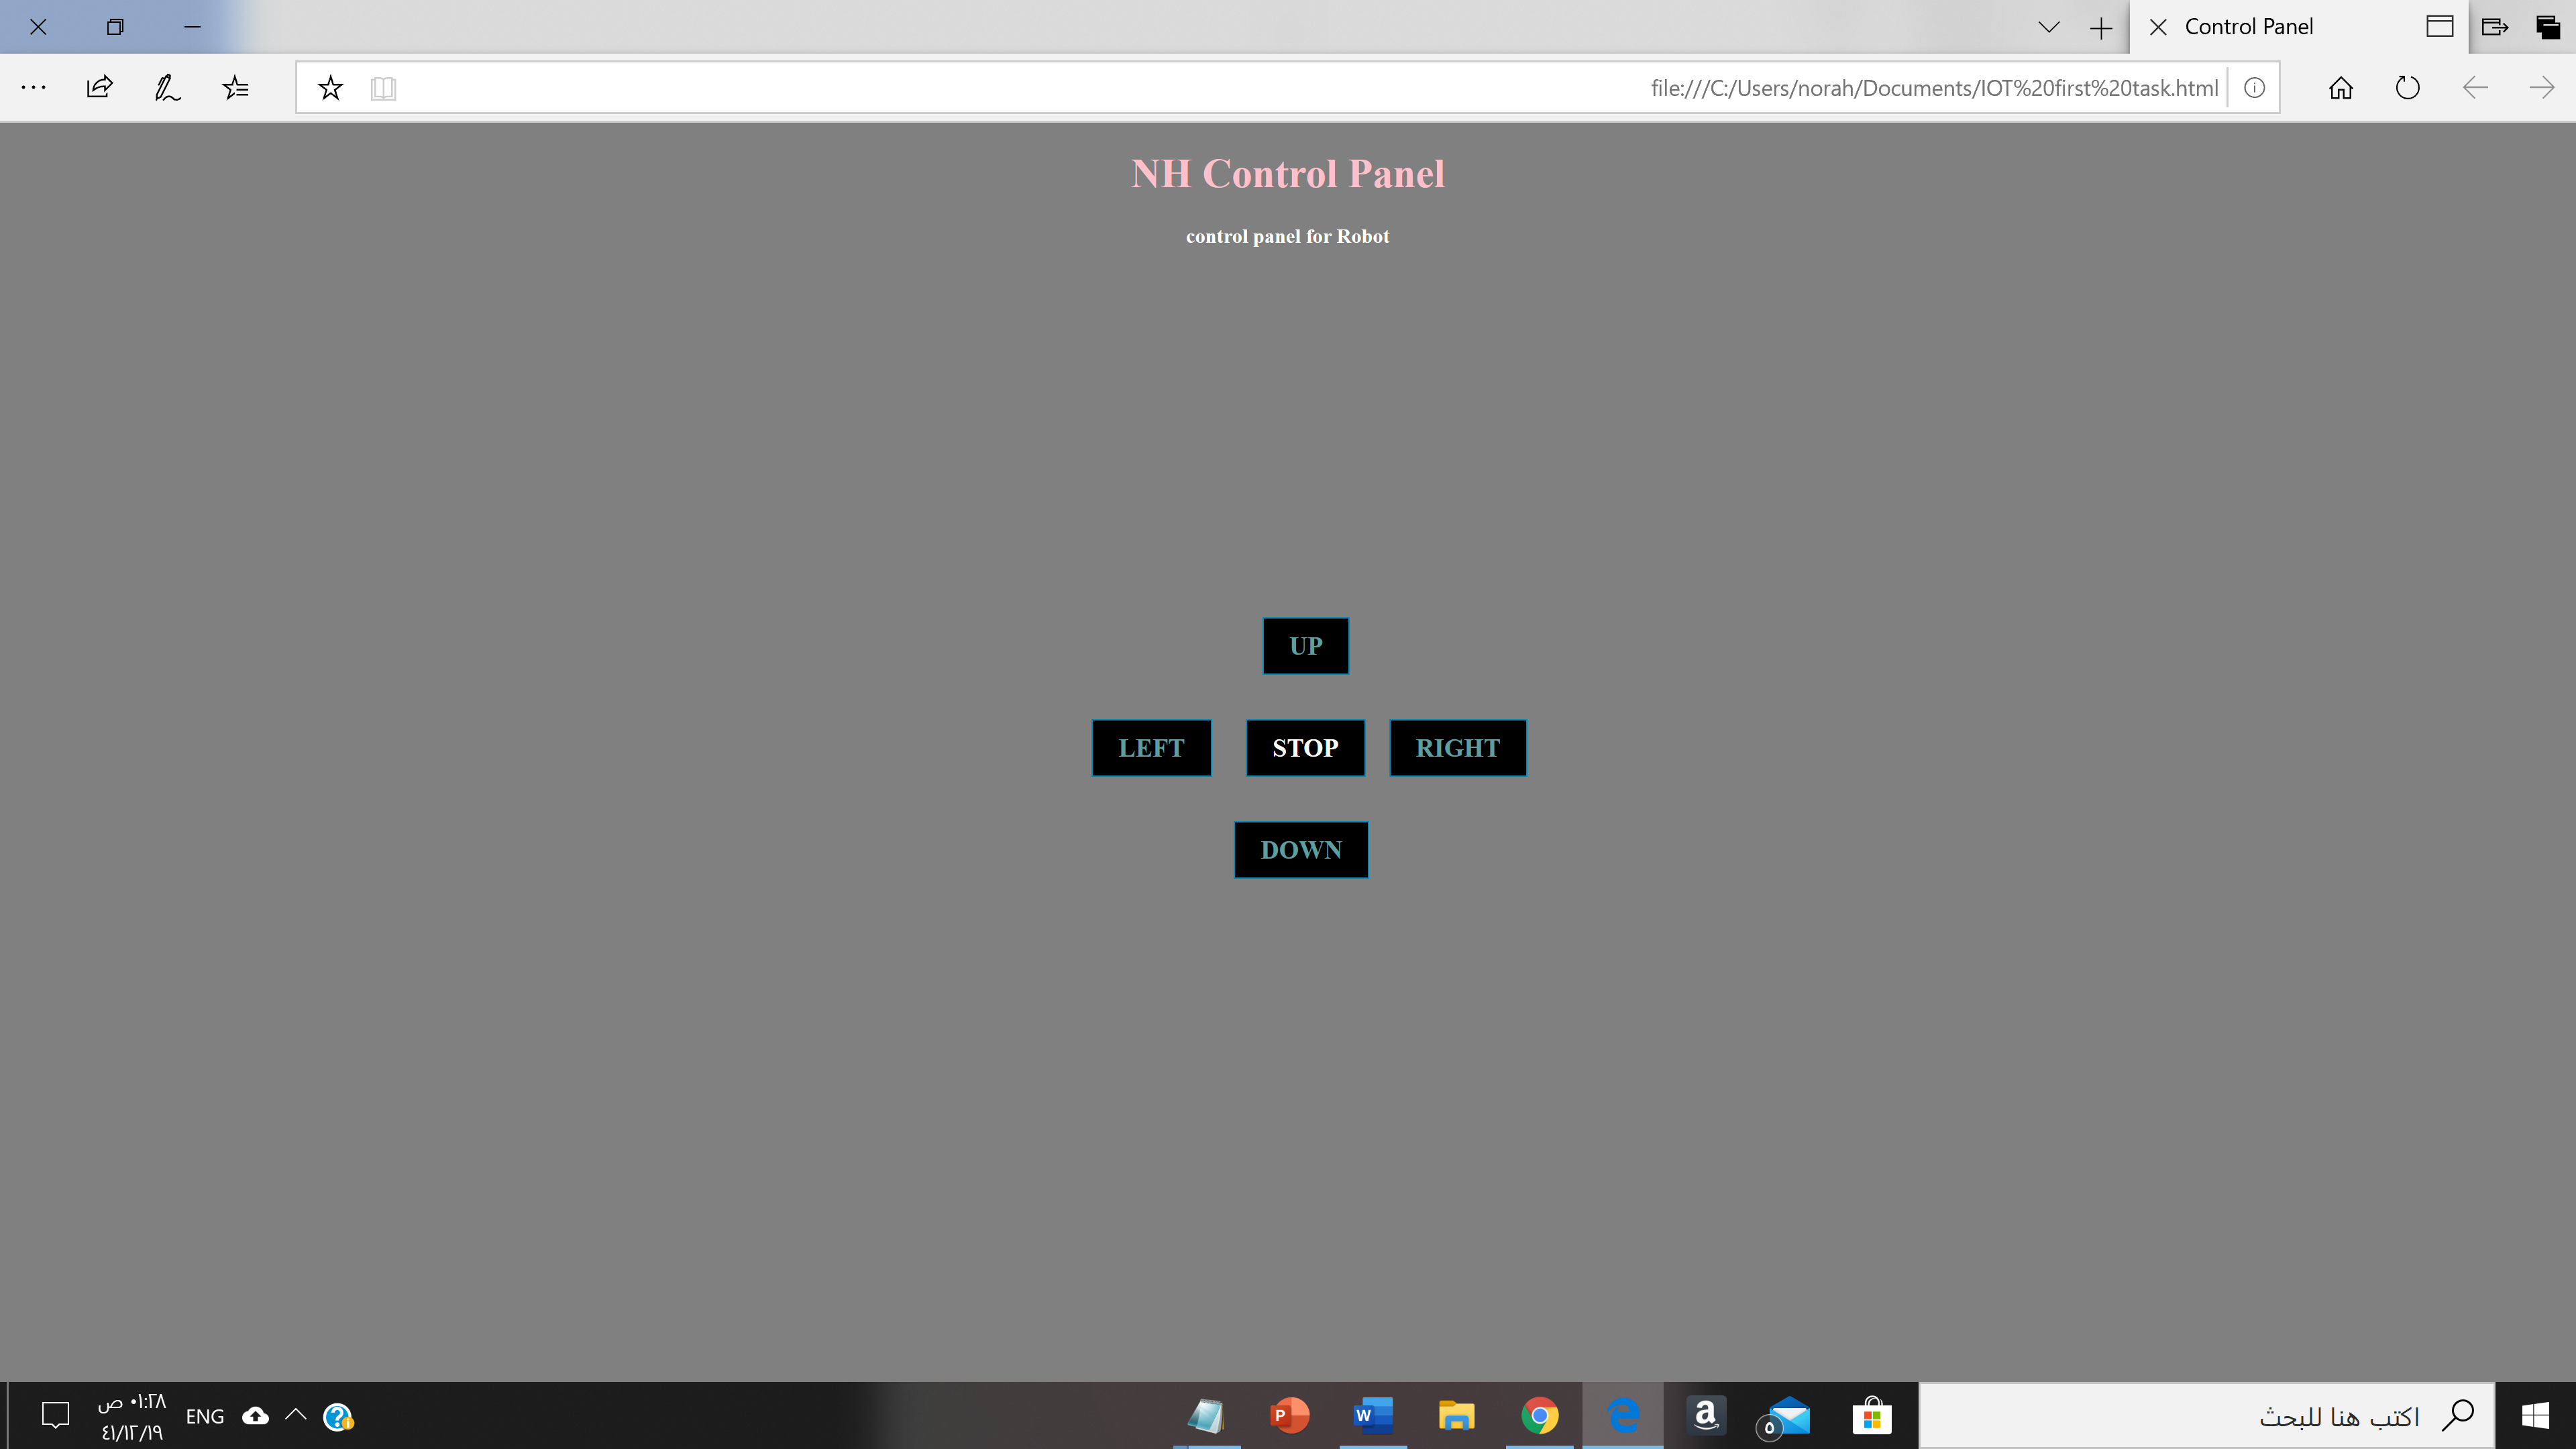 Control Panel
file:///C:/Users/norah/Documents/IOT%20first%20task.html
NH Control Panel
control panel for Robot
UP
LEFT STOP RIGHT
DOWN
٠١:٢٨ ص
٤١/١٢/١٩
ENG
P
W
a
٥
اكتب هنا للبحث